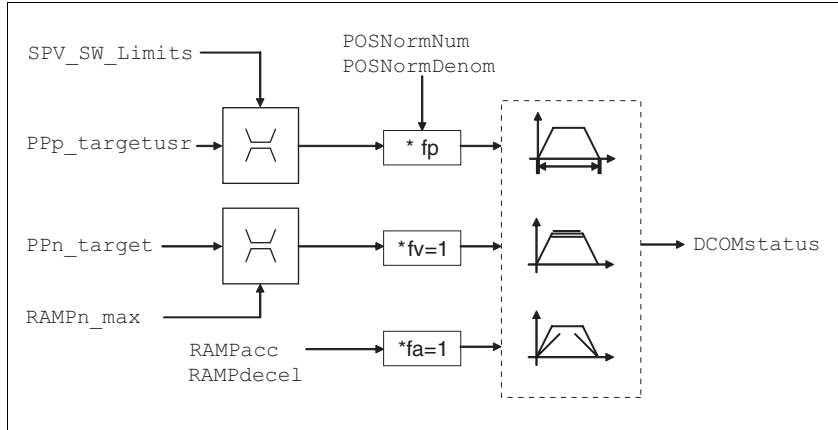 SPV_SW_Limits
POSNormNum
POSNormDenom
PPp_targetusr
* fp
PPn_target
*fv=1
DCOMstatus
RAMPn_max
RAMPacc
RAMPdecel
*fa=1